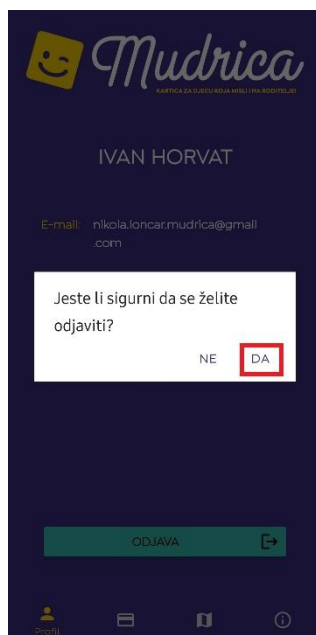 Mudrica
KARTICA ZA DJECU KOJA MISLI I NA RODITELJE!
IVAN HORVAT
E-mail: nikola.loncar.mudrica@gmail
.com
Jeste li sigurni da se želite
odjaviti?
NE DA
ODJAVA
Profil